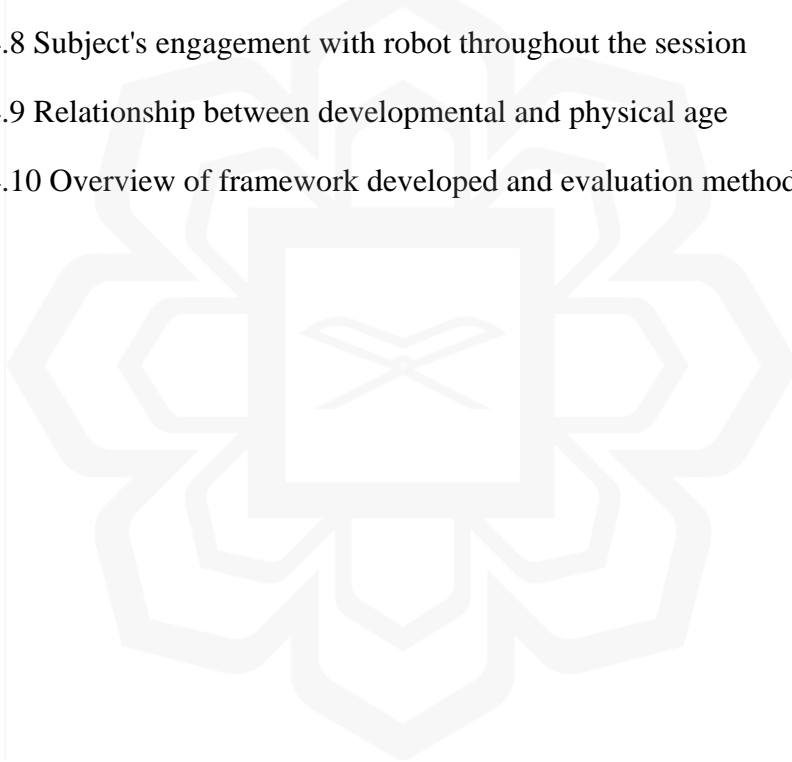 .8 Subject's engagement with robot throughout the session
.9 Relationship between developmental and physical age
.10 Overview of framework developed and evaluation method